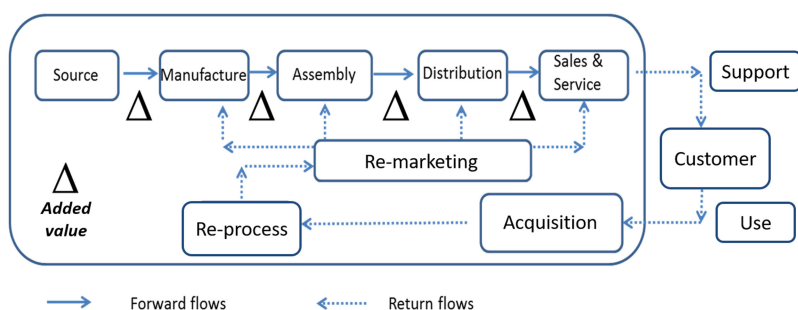 Source
Manufacture
Assembly
Distribution
Sales &
Service
Support
Δ
Δ
Δ
Δ
Re-marketing
Customer
Δ
Added
value
Re-process
Acquisition
Use
Forward flows
Return flows